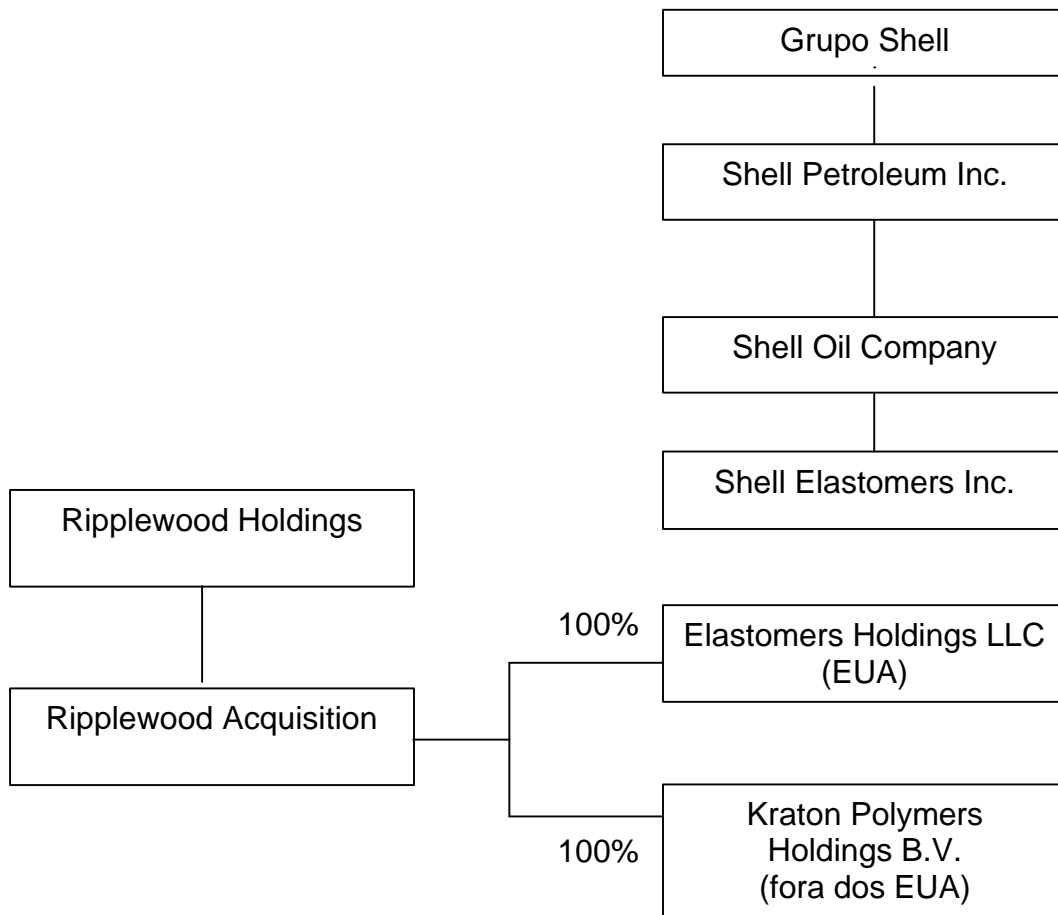 Grupo Shell
.
Shell Petroleum Inc.
Shell Oil Company
Shell Elastomers Inc.
Ripplewood Holdings
100%
Elastomers Holdings LLC
(EUA)
Ripplewood Acquisition
100%
Kraton Polymers
Holdings B.V.
(fora dos EUA)